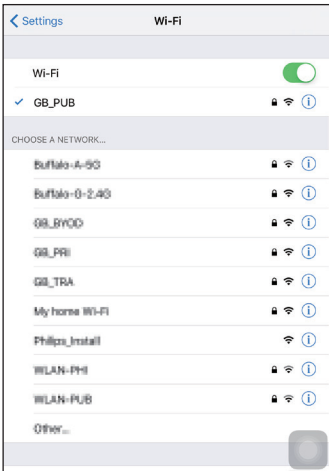 Settings
Wi-Fi
Wi-Fi
GB_PUB
CHOOSE A NETWORK...
Buffalo-A-5G
Buffalo-G-2.4G
GB_BYOD
GB_PRI
GB_TRA
My home Wi-Fi
Philips_Install
WLAN-PHI
WLAN-PUB
Other...